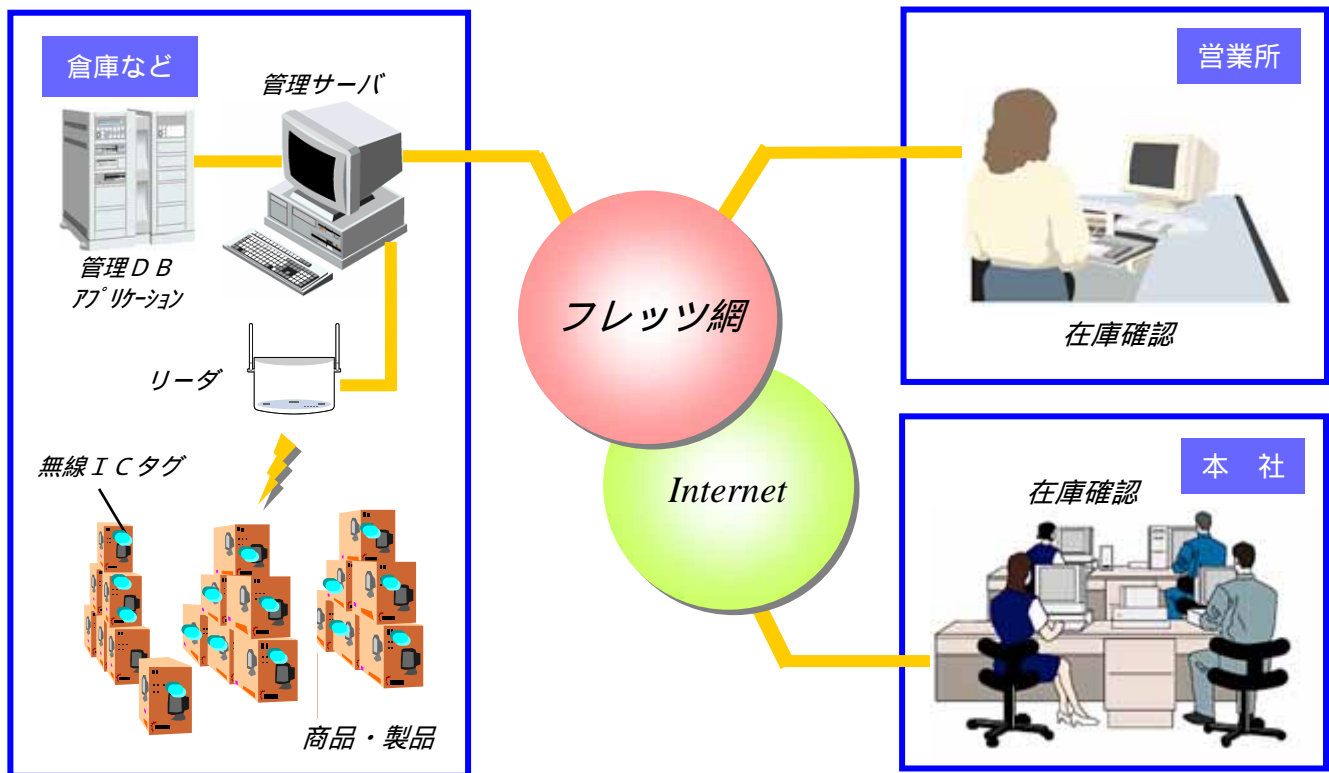 倉庫など
管理サーバ
管理ＤＢ
ｱﾌﾟﾘｹｰｼｮﾝ
リーダ
無線ＩＣタグ
商品・製品
フレッツ網
Internet
営業所
在庫確認
本　社
在庫確認